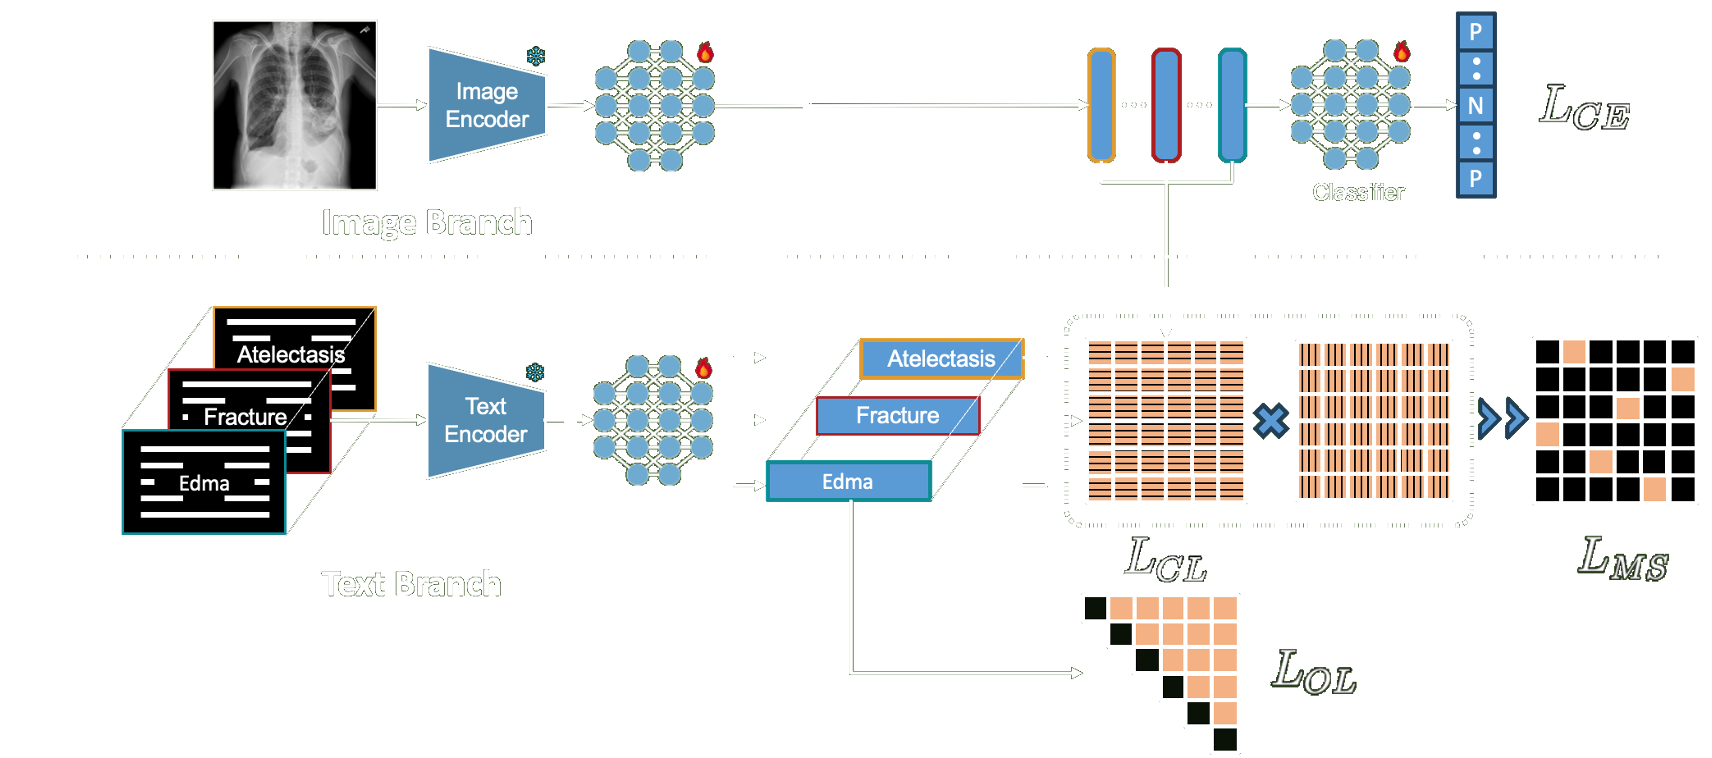 Image
Encoder
P
N
P
L_{CE}
Classifier
Image Branch
Atelectasis
Fracture
Edma
Text
Encoder
Atelectasis
Fracture
Edma
L_{CL}
L_{MS}
Text Branch
L_{OL}